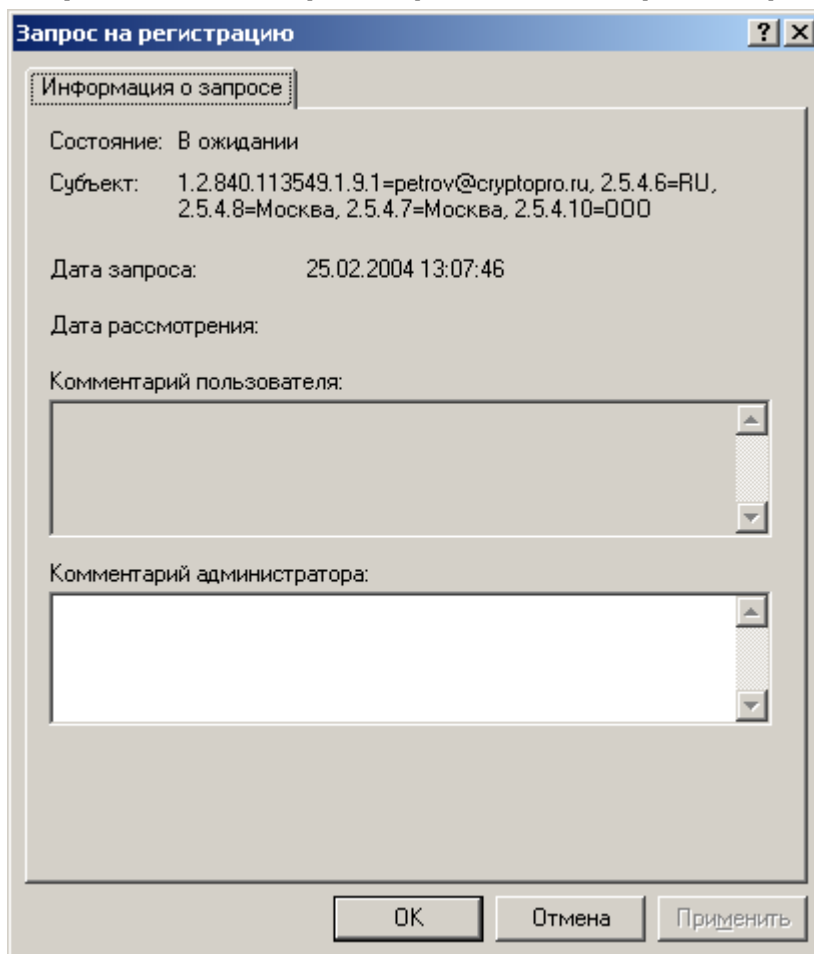 Запрос на регистрацию
Информация о запросе
Состояние: В ожидании
Субъект: 1.2.840.113549.1.9.1=petrov@cryptopro.ru, 2.5.4.6=RU,
2.5.4.8=Москва, 2.5.4.7=Москва, 2.5.4.10=ООО
Дата запроса: 25.02.2004 13:07:46
Дата рассмотрения:
Комментарий пользователя:
Комментарий администратора:
OK Отмена Применить